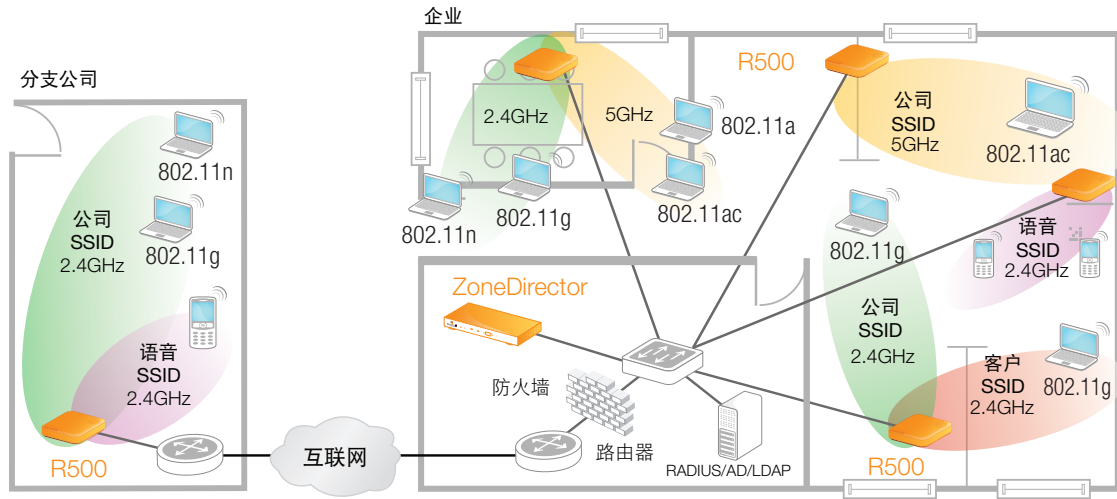 企业
分支公司
802.11n
公司
SSID
2.4GHz
802.11g
语音
SSID
2.4GHz
R500
互联网
2.4GHz
5GHz
802.11a
802.11n
802.11g
802.11ac
R500
公司
SSID
5GHz
802.11ac
802.11g
语音
SSID
2.4GHz
公司
SSID
2.4GHz
客户
SSID
2.4GHz
802.11g
R500
ZoneDirector
防火墙
路由器
RADIUS/AD/LDAP